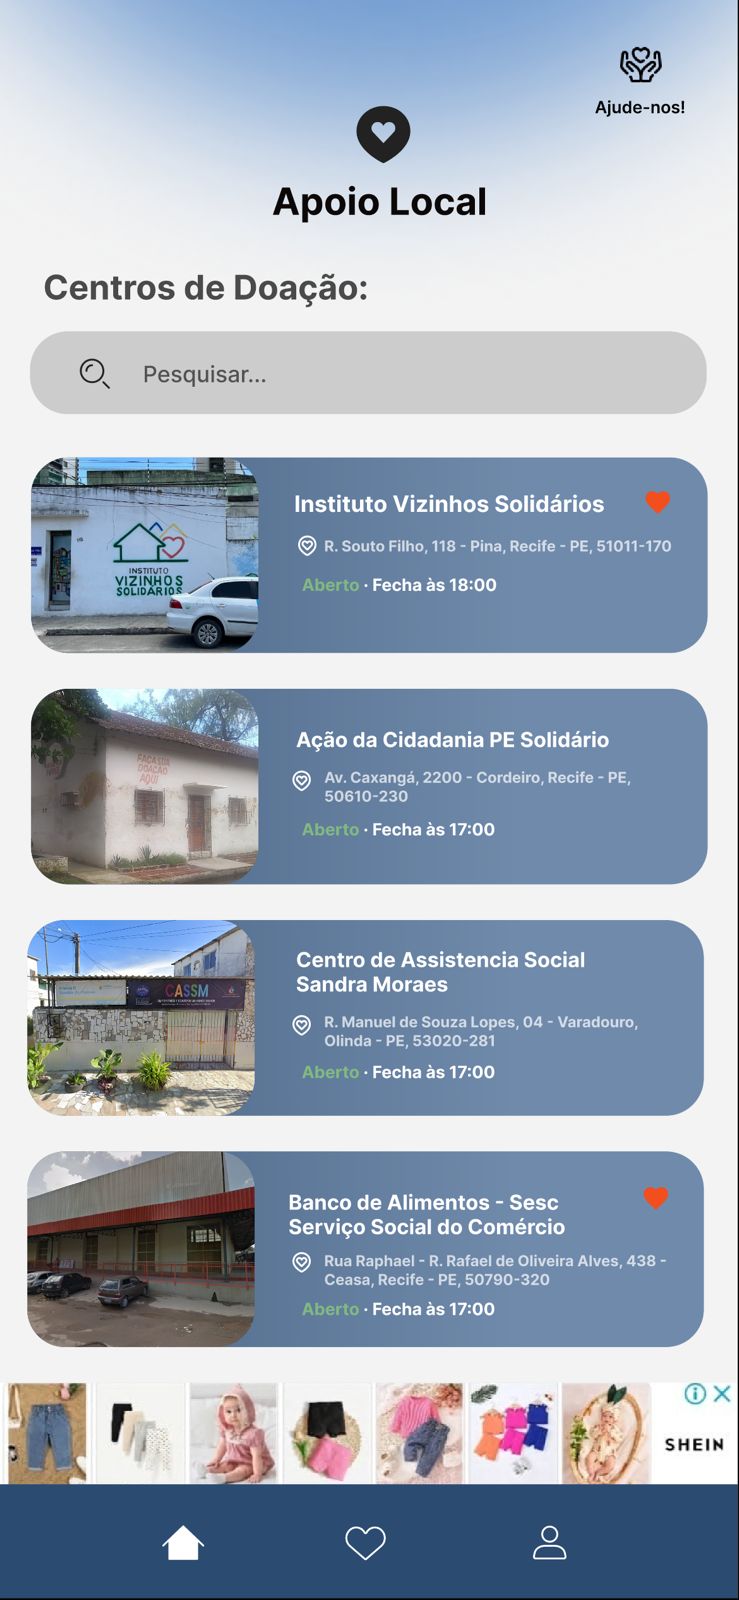 Ajude-nos!
Apoio Local
Centros de Doação:
Pesquisar...
INSTITUTO
VIZINHOS
SOLIDÁRIOS
Instituto Vizinhos Solidários
R. Souto Filho, 118 - Pina, Recife - PE, 51011-170
Aberto · Fecha às 18:00
FAÇA SUA
DOAÇÃO
AQUI
Ação da Cidadania PE Solidário
Av. Caxangá, 2200 - Cordeiro, Recife - PE,
50610-230
Aberto · Fecha às 17:00
CASSM
Centro de Assistencia Social
Sandra Moraes
R. Manuel de Souza Lopes, 04 - Varadouro,
Olinda - PE, 53020-281
Aberto · Fecha às 17:00
Banco de Alimentos - Sesc
Serviço Social do Comércio
Rua Raphael - R. Rafael de Oliveira Alves, 438 -
Ceasa, Recife - PE, 50790-320
Aberto · Fecha às 17:00
SHEIN